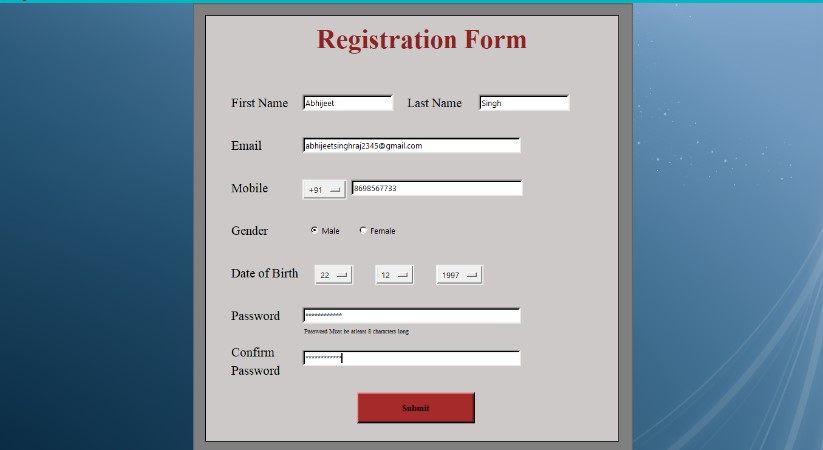 Registration Form
First Name Abhijeet Last Name Singh
Email abhijeetsinghraj2345@gmail.com
Mobile +91 8698567733
Gender Male Female
Date of Birth 22 12 1997
Password ************
Password Must be atleast 8 characters long
Confirm ************
Password
Submit